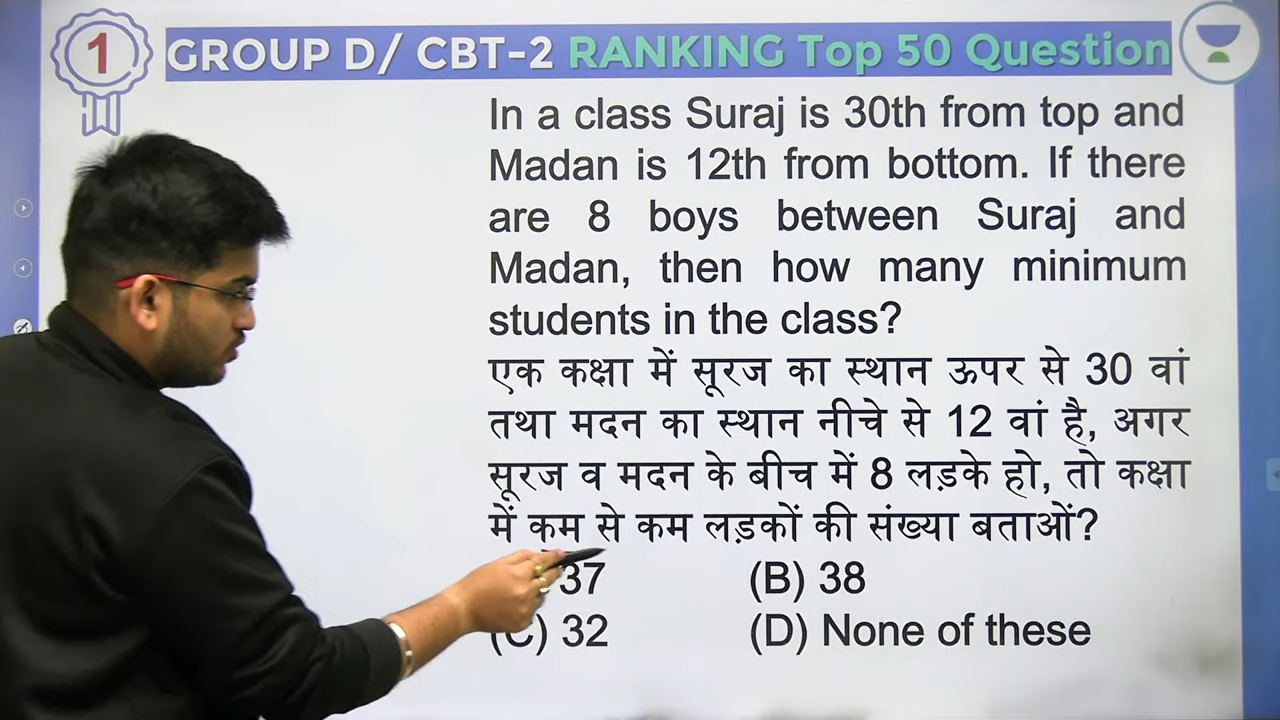 1
GROUP D/ CBT-2 RANKING Top 50 Question
In a class Suraj is 30th from top and
Madan is 12th from bottom. If there
are 8 boys between Suraj and
Madan, then how many minimum
students in the class?
एक कक्षा में सूरज का स्थान ऊपर से 30 वां
तथा मदन का स्थान नीचे से 12 वां है, अगर
सूरज व मदन के बीच में 8 लड़के हो, तो कक्षा
में कम से कम लड़कों की संख्या बताओं?
37 (B) 38
(C) 32 (D) None of these